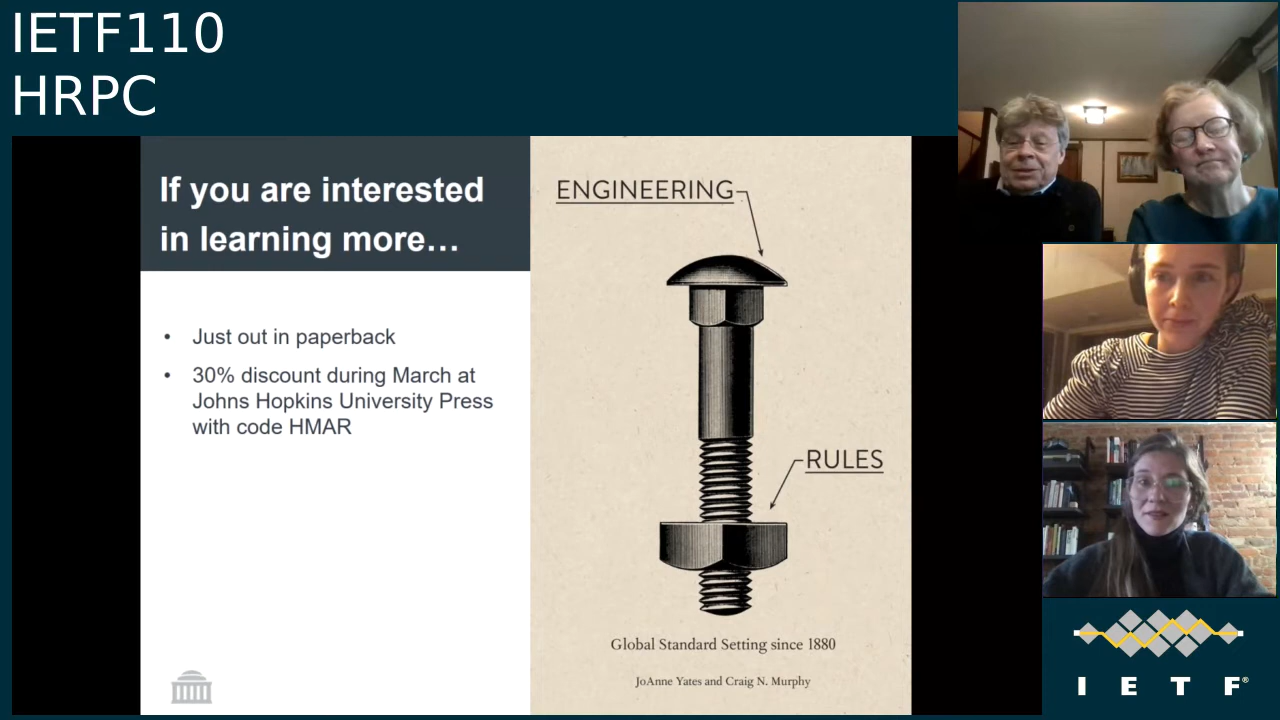 IETF110
HRPC
If you are interested
in learning more…
• Just out in paperback
• 30% discount during March at
Johns Hopkins University Press
with code HMAR
ENGINEERING
RULES
Global Standard Setting since 1880
JoAnne Yates and Craig N. Murphy
I E T F®